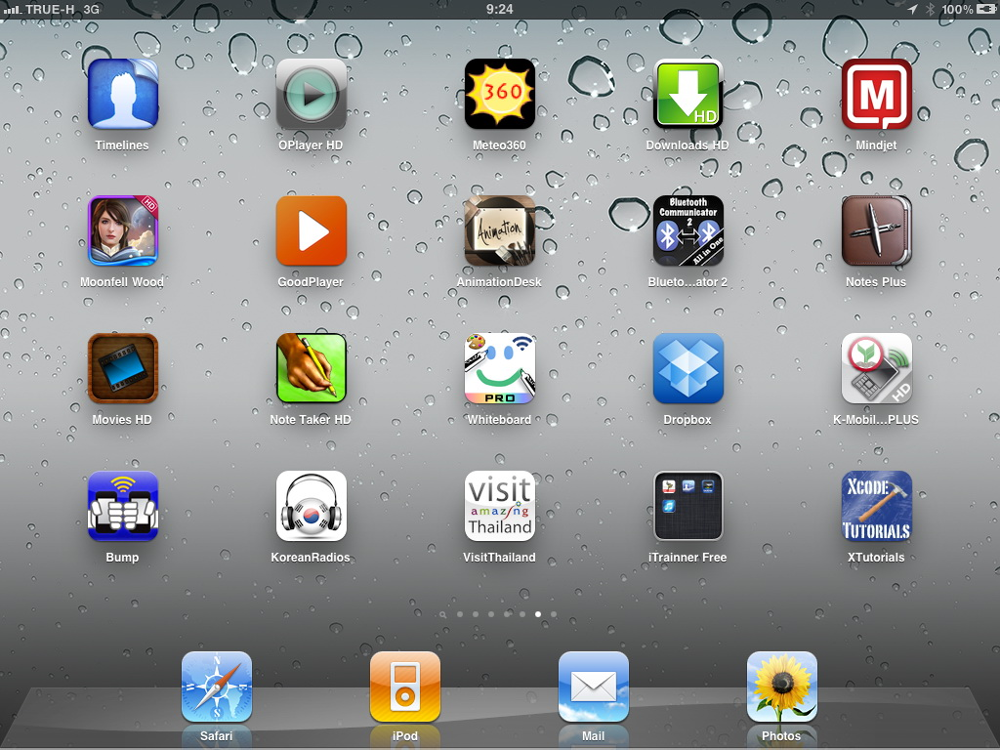 TRUE-H 3G 9:24 100%
360
HD
M
Timelines OPlayer HD Meteo360 Downloads HD Mindjet
HD
Animation
Bluetooth
Communicator
2
All in One
Moonfell Wood GoodPlayer AnimationDesk Blueto...ator 2 Notes Plus
PRO
HD
Movies HD Note Taker HD Whiteboard Dropbox K-Mobil...PLUS
visit
amazing
Thailand
XCODE
TUTORIALS
Bump KoreanRadios VisitThailand iTrainner Free XTutorials
N
S
Safari iPod Mail Photos